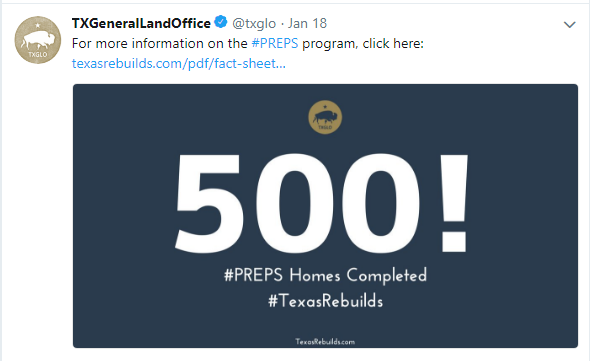 TXGeneralLandOffice @txglo · Jan 18
For more information on the #PREPS program, click here:
texasrebuilds.com/pdf/fact-sheet...
TXGLO
TXGLO
500!
#PREPS Homes Completed
#TexasRebuilds
TexasRebuilds.com